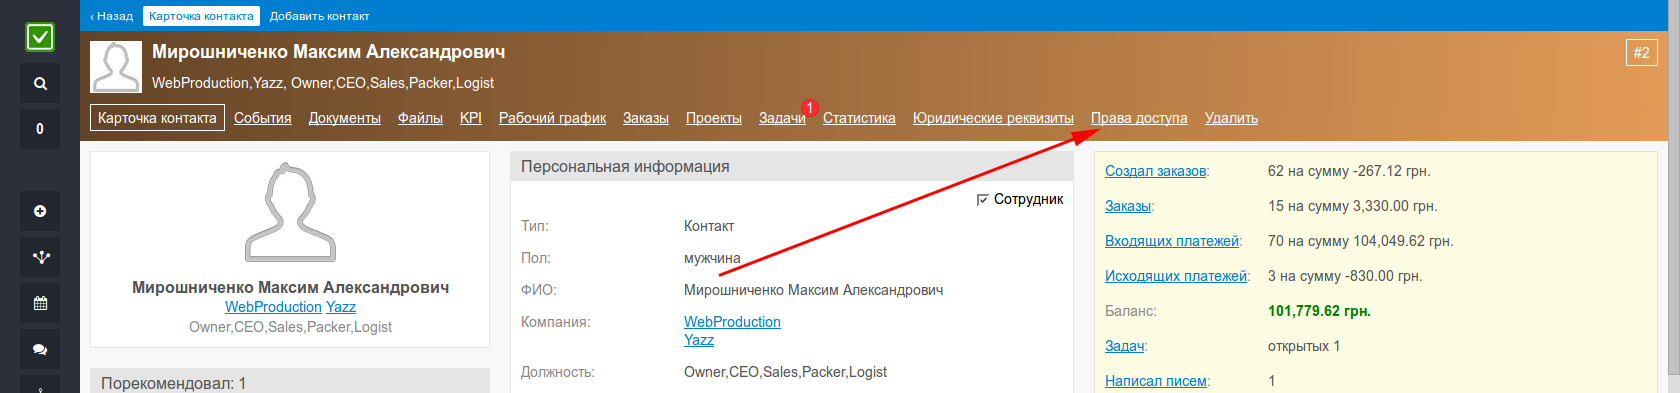 ‹ Назад Карточка контакта Добавить контакт
Мирошниченко Максим Александрович
#2
WebProduction,Yazz, Owner,CEO,Sales,Packer,Logist
Карточка контакта События Документы Файлы KPI Рабочий график Заказы Проекты Задачи 1 Статистика Юридические реквизиты Права доступа Удалить
0
Мирошниченко Максим Александрович
WebProduction Yazz
Owner,CEO,Sales,Packer,Logist
Порекомендовал: 1
Персональная информация
Сотрудник
Тип: Контакт
Пол: мужчина
ФИО: Мирошниченко Максим Александрович
Компания: WebProduction
Yazz
Должность: Owner,CEO,Sales,Packer,Logist
Создал заказов: 62 на сумму -267.12 грн.
Заказы: 15 на сумму 3,330.00 грн.
Входящих платежей: 70 на сумму 104,049.62 грн.
Исходящих платежей: 3 на сумму -830.00 грн.
Баланс: 101,779.62 грн.
Задач: открытых 1
Написал писем: 1